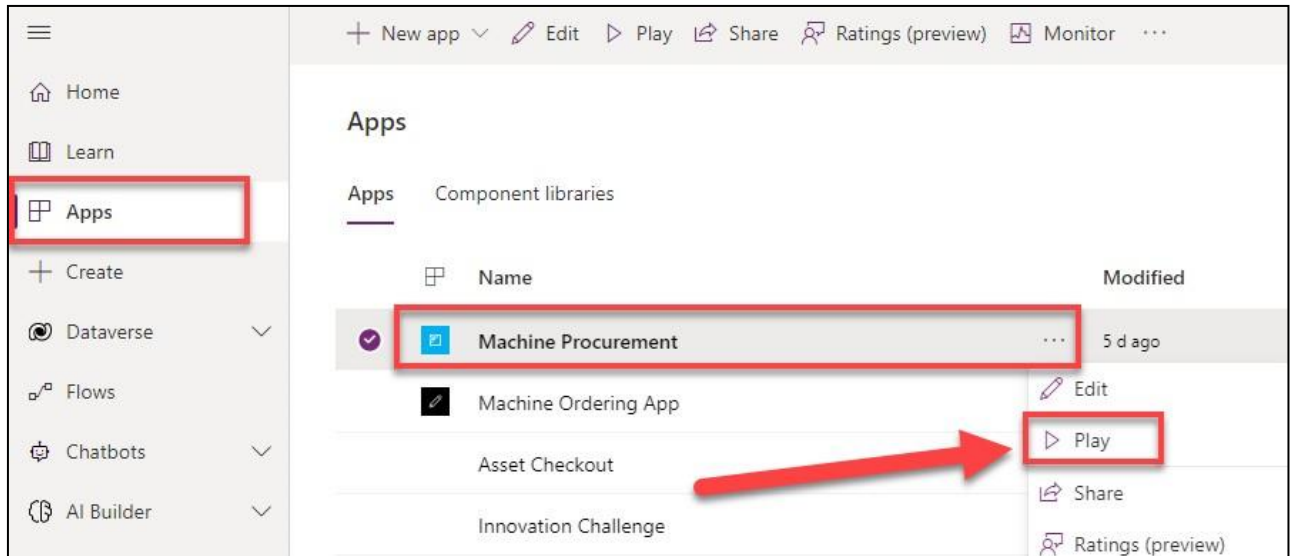 New app Edit Play Share Ratings (preview) Monitor ...
Home
Learn
Apps
Create
Dataverse
Flows
Chatbots
AI Builder
Apps
Apps Component libraries
Name Modified
Machine Procurement ... 5 d ago
Machine Ordering App
Asset Checkout
Innovation Challenge
Edit
Play
Share
Ratings (preview)